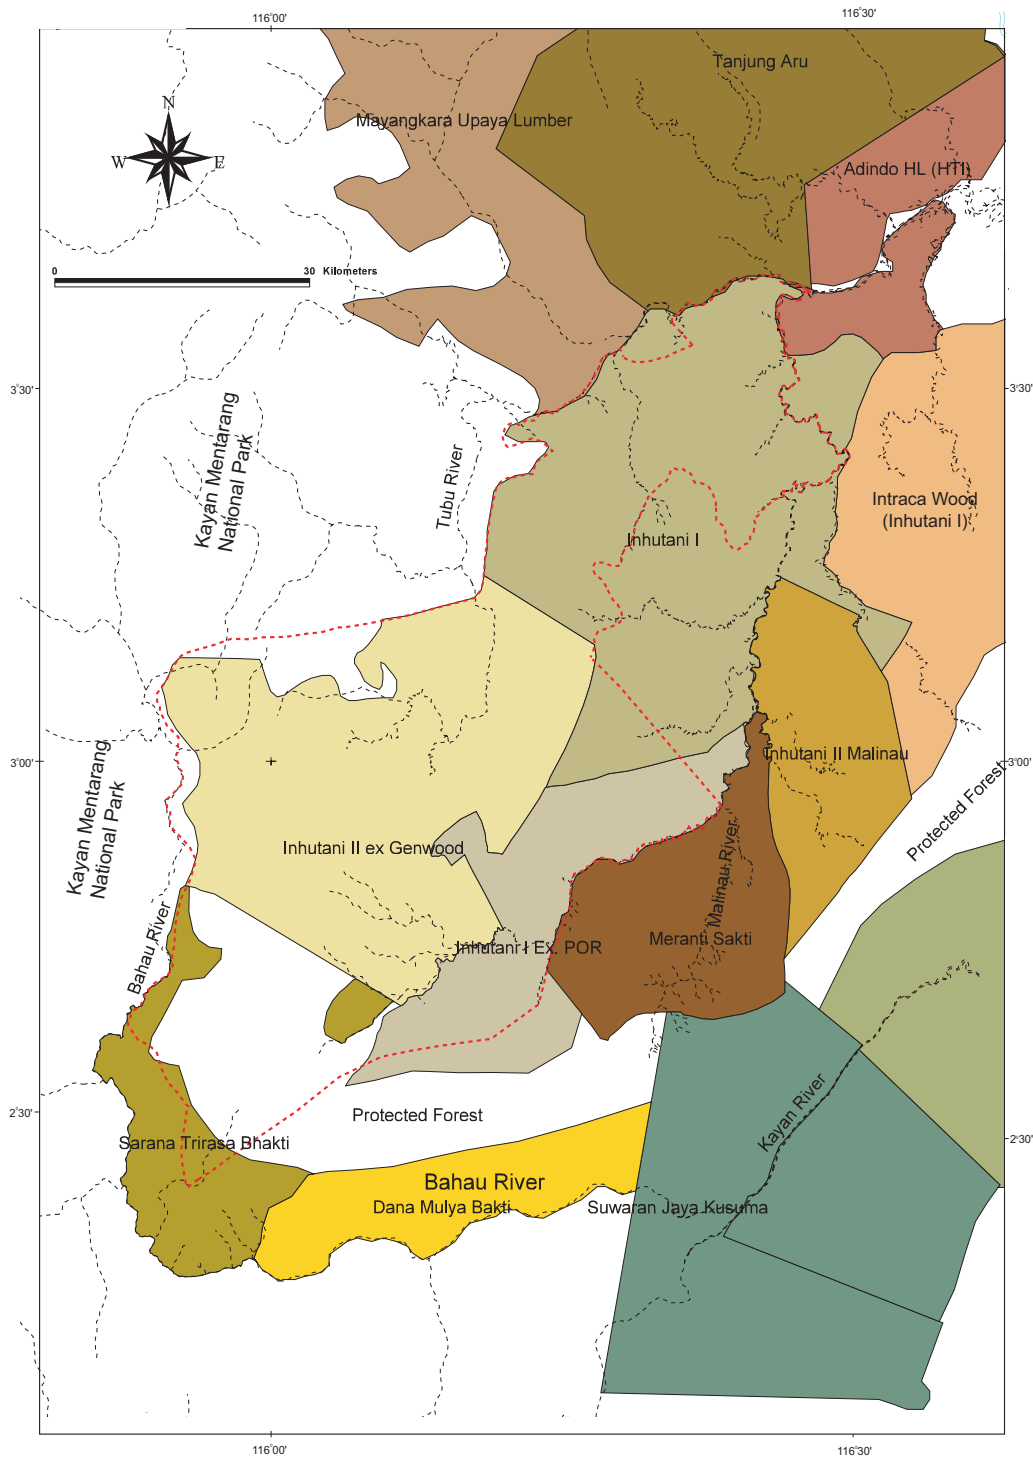 116°00'
116°30'
Tanjung Aru
N
Mayangkara Upaya Lumber
W
E
Adindo HL (HTI)
0
30 Kilometers
3°30'
3°30'
Kayan Mentarang
National Park
Tubu River
Intraca Wood
(Inhutani I)
Inhutani I
3°00'
3°00'
Inhutani II Malinau
Kayan Mentarang
National Park
Protected Forest
Inhutani II ex Genwood
Malinau River
Bahau River
Inhutani I Ex. POR
Meranti Sakti
2°30'
Protected Forest
Kayan River
2°30'
Sarana Trirasa Bhakti
Bahau River
Dana Mulya Bakti
Suwaran Jaya Kusuma
116°00'
116°30'